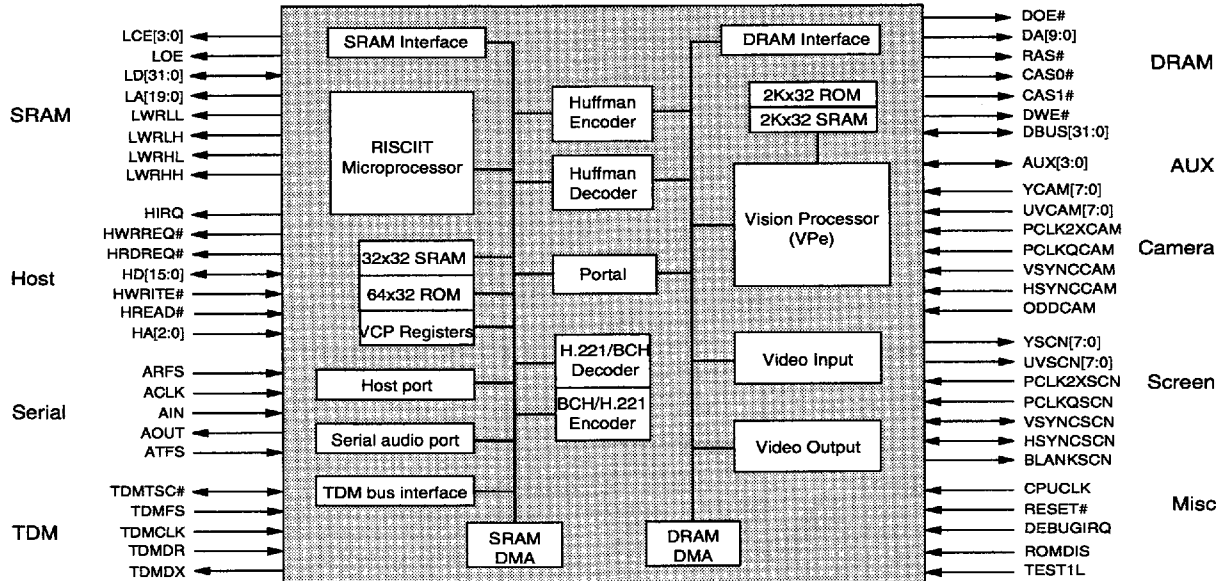 SRAM
LCE[3:0]
LOE
LD[31:0]
LA[19:0]
LWRLL
LWRLH
LWRHL
LWRHH
Host
HIRQ
HWRREQ#
HRDREQ#
HD[15:0]
HWRITE#
HREAD#
HA[2:0]
Serial
ARFS
ACLK
AIN
AOUT
ATFS
TDM
TDMTSC#
TDMFS
TDMCLK
TDMDR
TDMDX
SRAM Interface
RISCIIT
Microprocessor
32x32 SRAM
64x32 ROM
VCP Registers
Host port
Serial audio port
TDM bus interface
Huffman
Encoder
Huffman
Decoder
Portal
H.221/BCH
Decoder
BCH/H.221
Encoder
SRAM
DMA
DRAM
DMA
DRAM Interface
2Kx32 ROM
2Kx32 SRAM
Vision Processor
(VPe)
Video Input
Video Output
DOE#
DA[9:0]
RAS#
CAS0#
CAS1#
DWE#
DBUS[31:0]
DRAM
AUX[3:0]
AUX
YCAM[7:0]
UVCAM[7:0]
PCLK2XCAM
PCLKQCAM
VSYNCCAM
HSYNCCAM
ODDCAM
Camera
YSCN[7:0]
UVSCN[7:0]
PCLK2XSCN
PCLKQSCN
VSYNCSCN
HSYNCSCN
BLANKSCN
Screen
CPUCLK
RESET#
DEBUGIRQ
ROMDIS
TEST1L
Misc